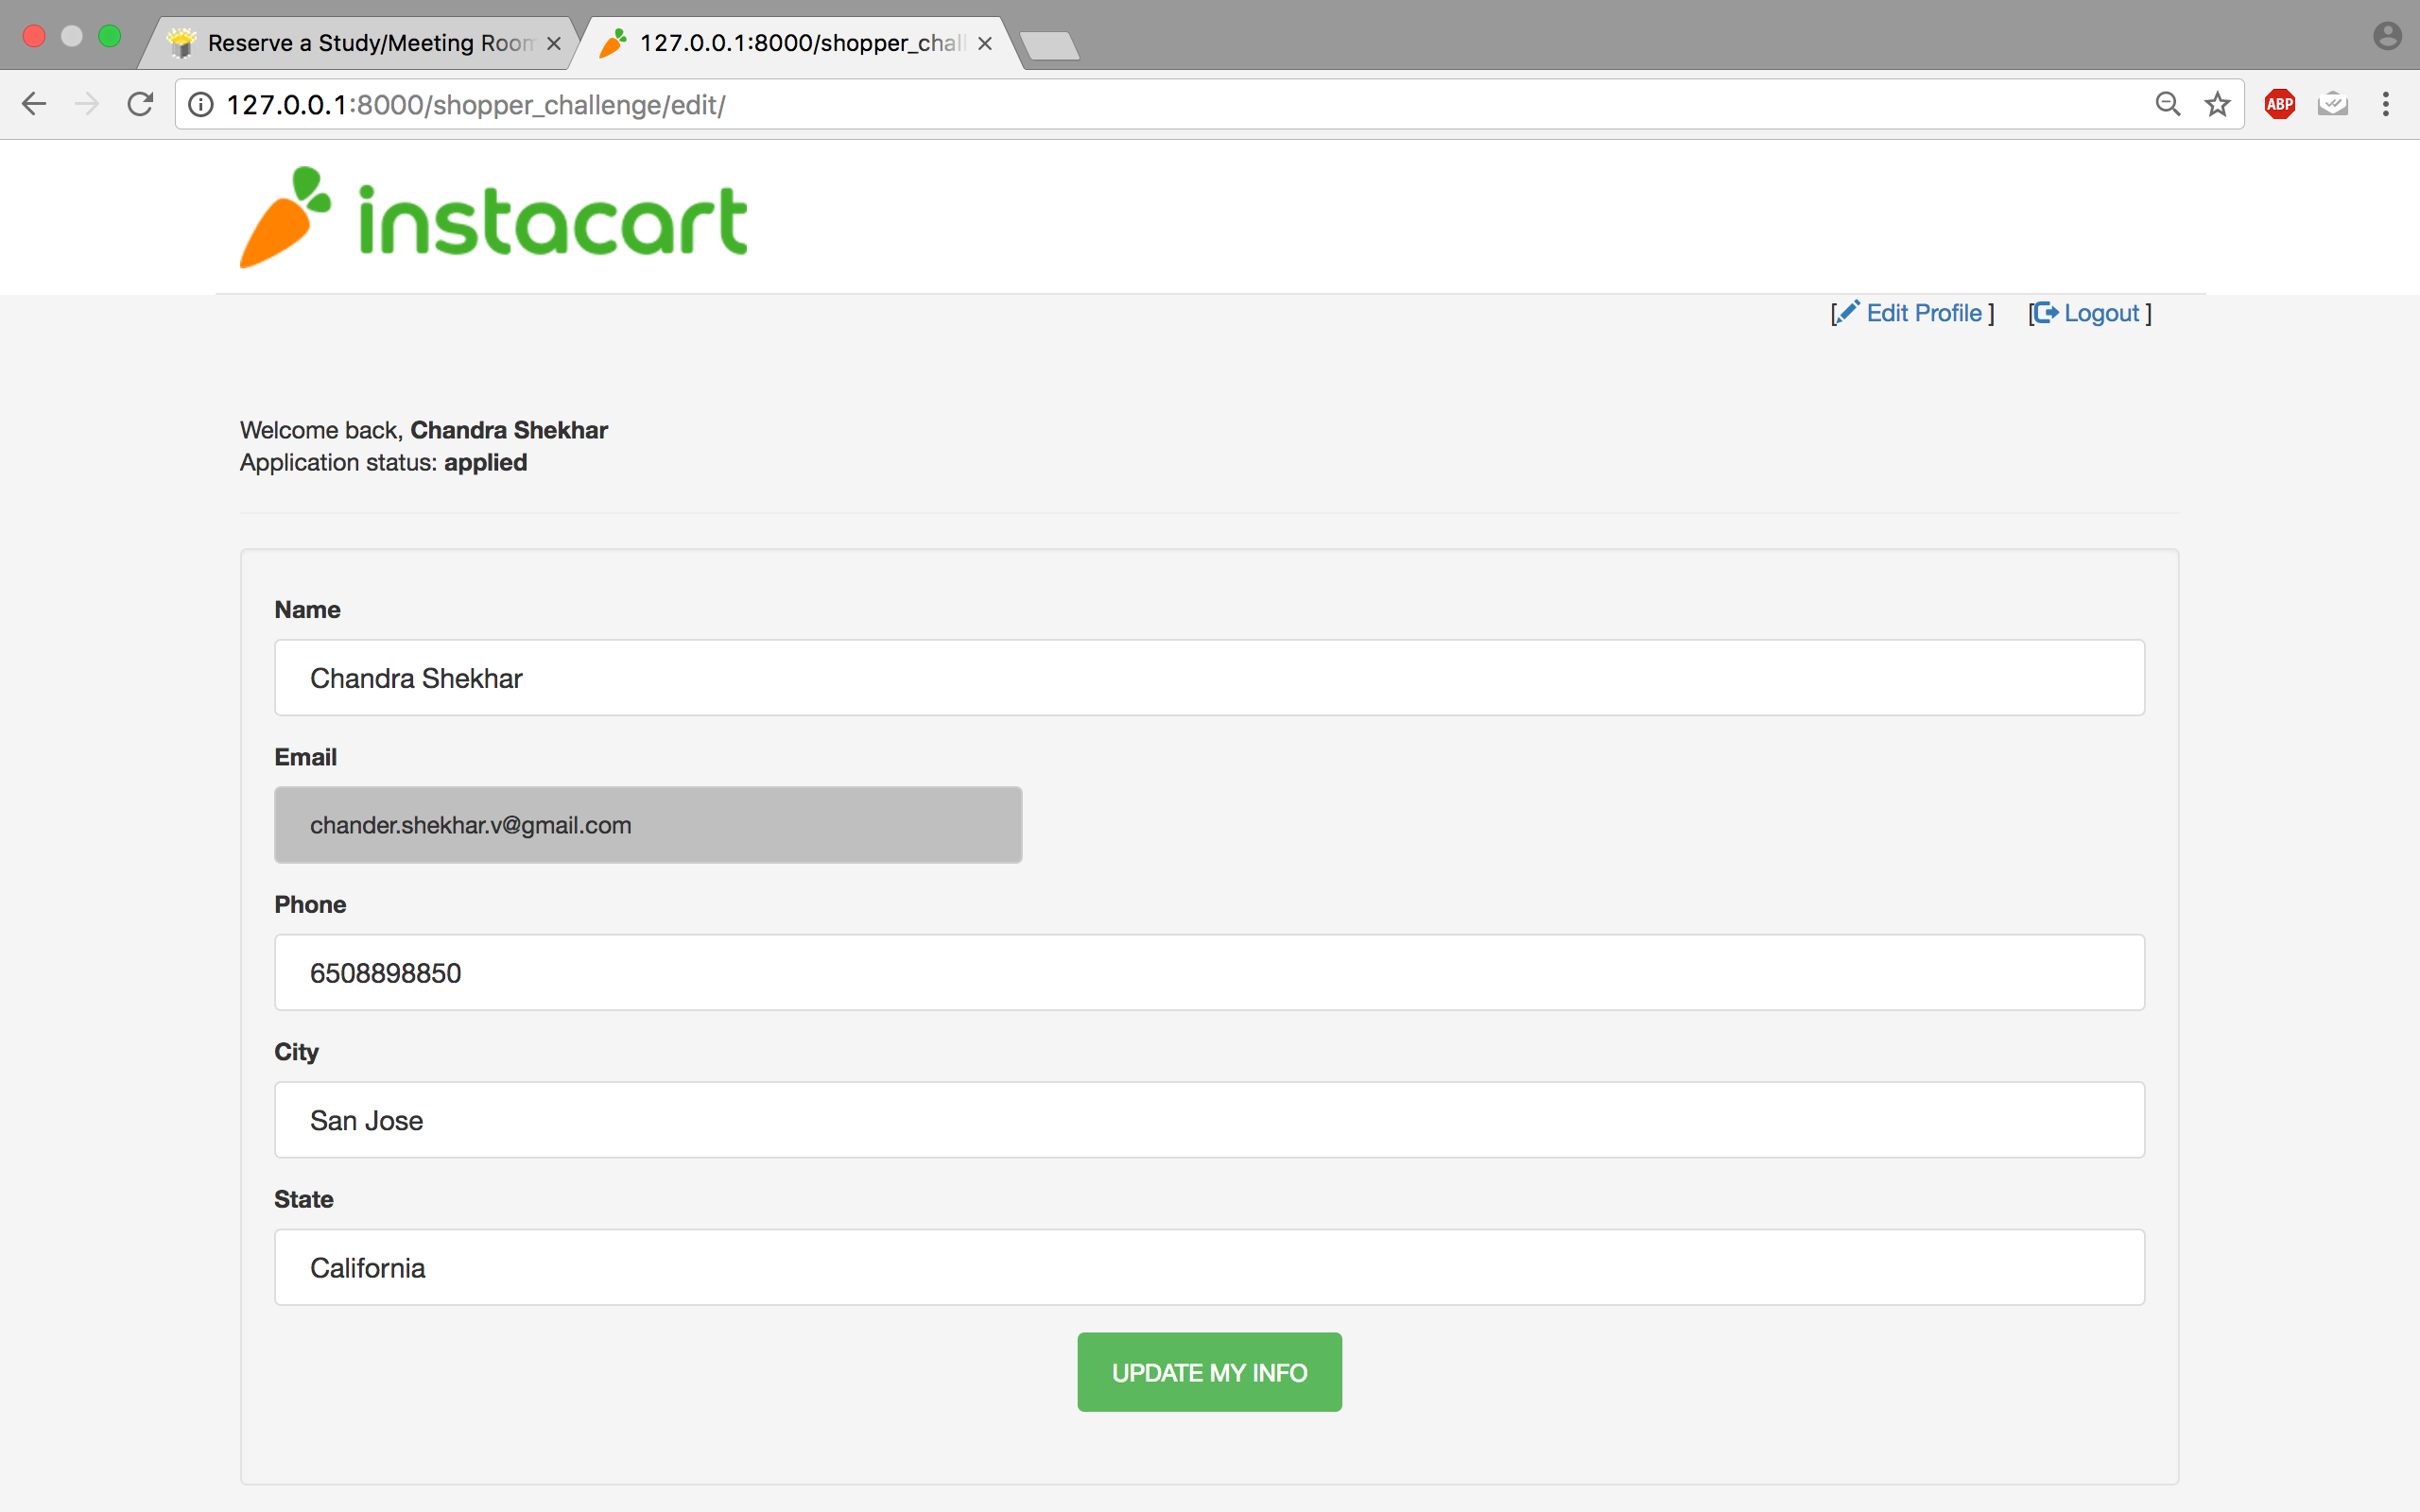 Reserve a Study/Meeting Room
127.0.0.1:8000/shopper_chall
127.0.0.1:8000/shopper_challenge/edit/
ABP
instacart
[ Edit Profile ] [ Logout ]
Welcome back, Chandra Shekhar
Application status: applied
Name
Chandra Shekhar
Email
chander.shekhar.v@gmail.com
Phone
6508898850
City
San Jose
State
California
UPDATE MY INFO